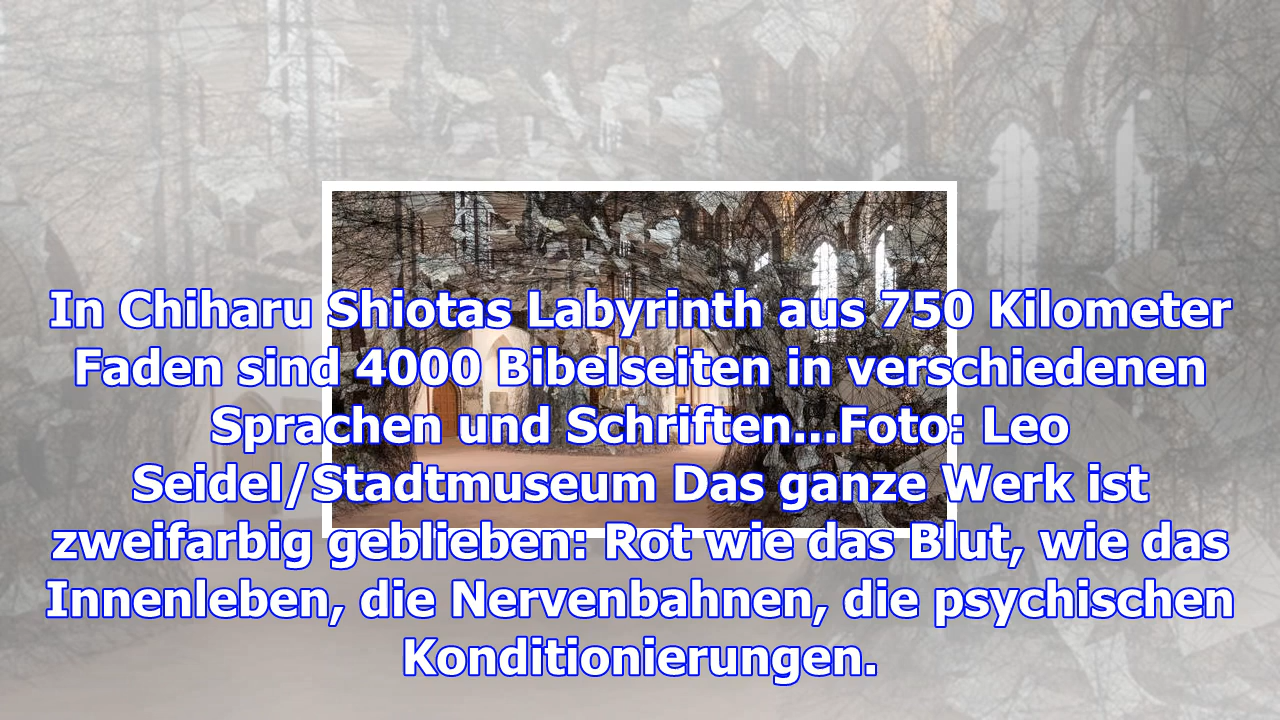 In Chiharu Shiotas Labyrinth aus 750 Kilometer
Faden sind 4000 Bibelseiten in verschiedenen
Sprachen und Schriften...Foto: Leo
Seidel/Stadtmuseum Das ganze Werk ist
zweifarbig geblieben: Rot wie das Blut, wie das
Innenleben, die Nervenbahnen, die psychischen
Konditionierungen.